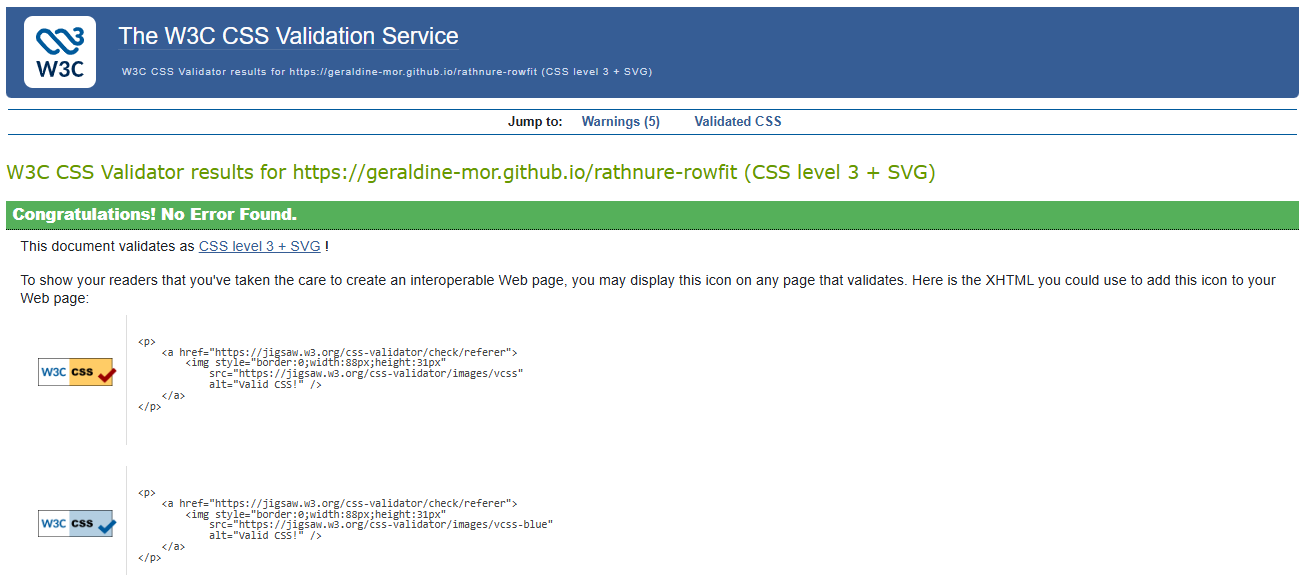 W3C
The W3C CSS Validation Service
W3C CSS Validator results for https://geraldine-mor.github.io/rathnure-rowfit (CSS level 3 + SVG)
Jump to: Warnings (5) Validated CSS
W3C CSS Validator results for https://geraldine-mor.github.io/rathnure-rowfit (CSS level 3 + SVG)
Congratulations! No Error Found.
This document validates as CSS level 3 + SVG !
To show your readers that you've taken the care to create an interoperable Web page, you may display this icon on any page that validates. Here is the XHTML you could use to add this icon to your
Web page:
W3C CSS
<p>
    <a href="https://jigsaw.w3.org/css-validator/check/referer">
        <img style="border:0;width:88px;height:31px"
            src="https://jigsaw.w3.org/css-validator/images/vcss"
            alt="Valid CSS!" />
    </a>
</p>
W3C CSS
<p>
    <a href="https://jigsaw.w3.org/css-validator/check/referer">
        <img style="border:0;width:88px;height:31px"
            src="https://jigsaw.w3.org/css-validator/images/vcss-blue"
            alt="Valid CSS!" />
    </a>
</p>